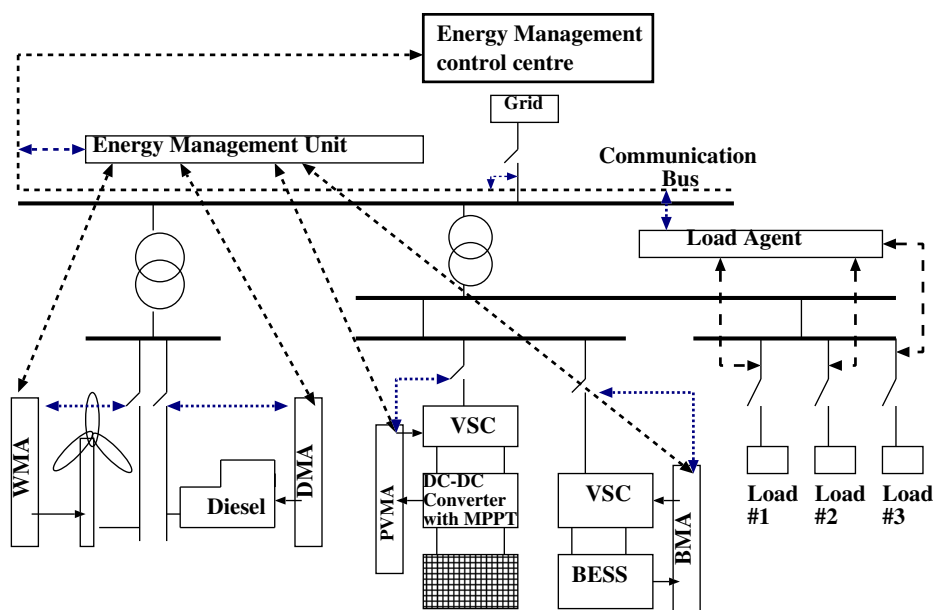 Energy Management
control centre
Grid
Energy Management Unit
Communication
Bus
Load Agent
WMA
Diesel
DMA
PVMA
VSC
DC-DC
Converter
with MPPT
VSC
BESS
BMA
Load
#1
Load
#2
Load
#3